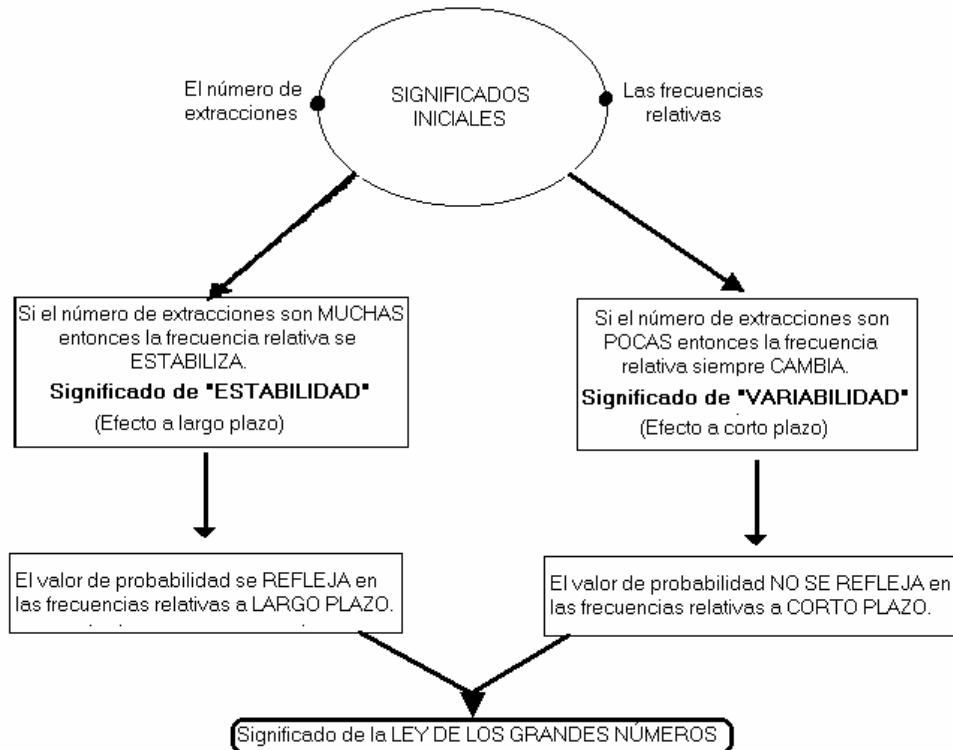 El número de
extracciones
SIGNIFICADOS
INICIALES
Las frecuencias
relativas
Si el número de extracciones son MUCHAS
entonces la frecuencia relativa se
ESTABILIZA.
Significado de "ESTABILIDAD"
(Efecto a largo plazo)
Si el número de extracciones son
POCAS entonces la frecuencia
relativa siempre CAMBIA.
Significado de "VARIABILIDAD"
(Efecto a corto plazo)
El valor de probabilidad se REFLEJA en
las frecuencias relativas a LARGO PLAZO.
El valor de probabilidad NO SE REFLEJA en
las frecuencias relativas a CORTO PLAZO.
Significado de la LEY DE LOS GRANDES NÚMEROS